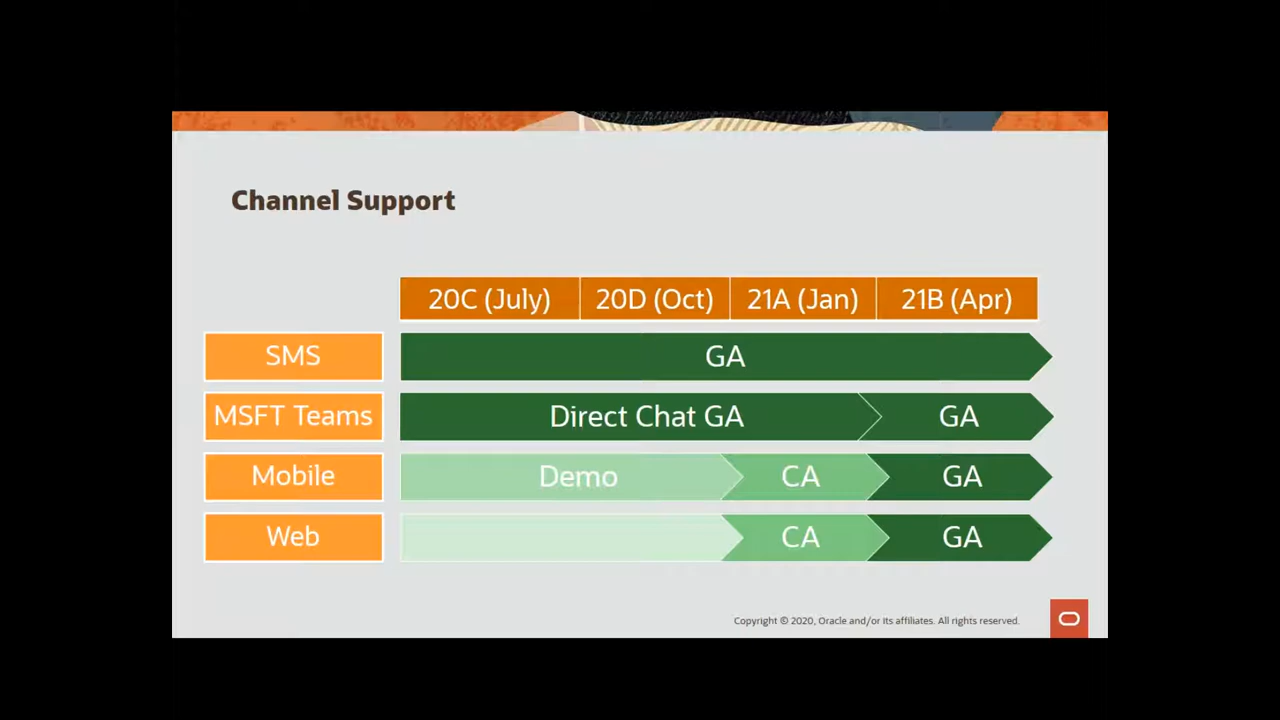 Channel Support
20C (July) 20D (Oct) 21A (Jan) 21B (Apr)
SMS GA
MSFT Teams Direct Chat GA GA
Mobile Demo CA GA
Web CA GA
Copyright © 2020, Oracle and/or its affiliates. All rights reserved.